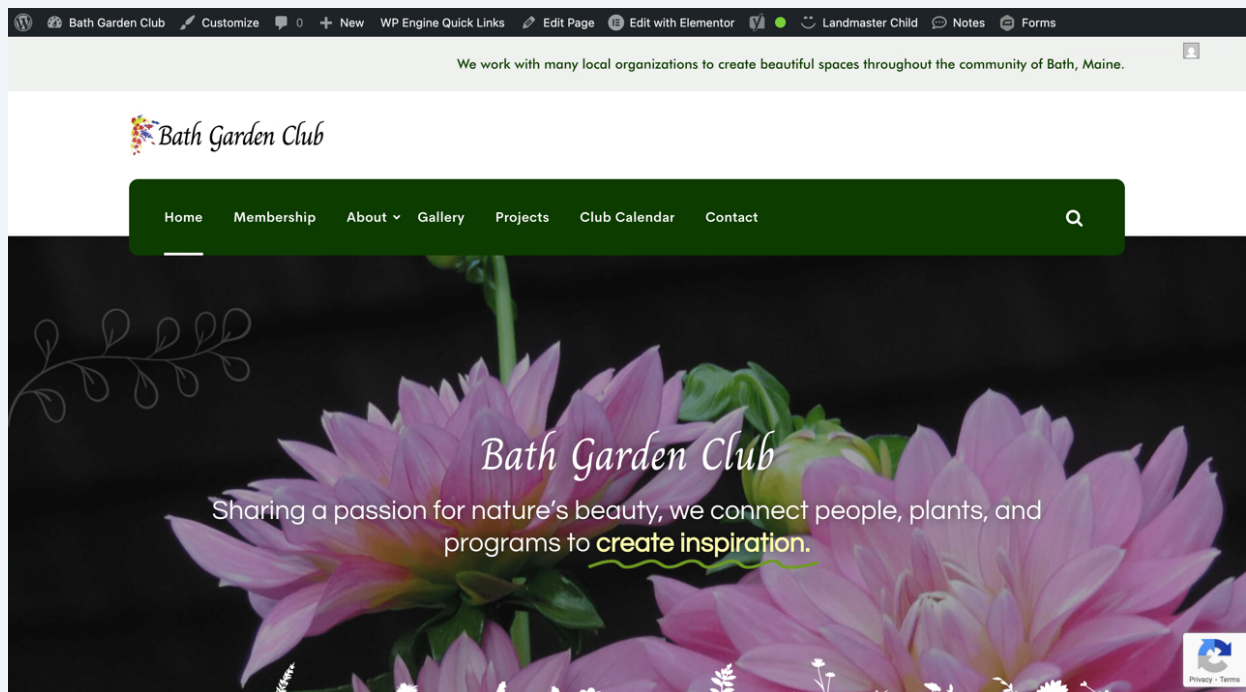 Bath Garden Club Customize 0 New WP Engine Quick Links Edit Page Edit with Elementor Landmaster Child Notes Forms
We work with many local organizations to create beautiful spaces throughout the community of Bath, Maine.
Bath Garden Club
Home Membership About Gallery Projects Club Calendar Contact
Bath Garden Club
Sharing a passion for nature's beauty, we connect people, plants, and
programs to create inspiration.
Privacy - Terms